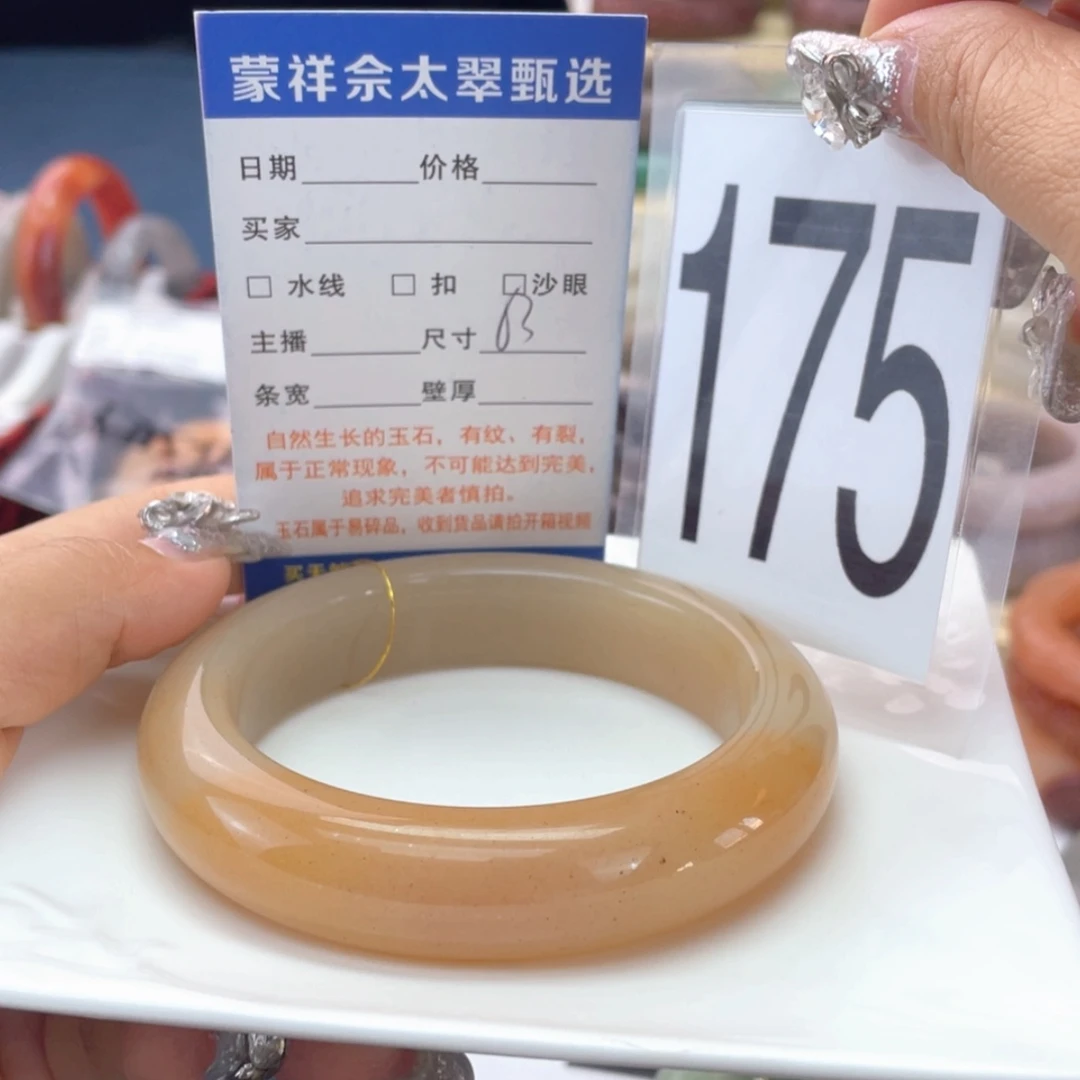 蒙祥佘太翠甄选
日期 价格
买家
□ 水线 □ 扣 □ 沙眼
主播 尺寸
条宽 壁厚
自然生长的玉石，有纹、有裂，
属于正常现象，不可能达到完美，
追求完美者慎拍。
玉石属于易碎品，收到货品请拍开箱视频
175